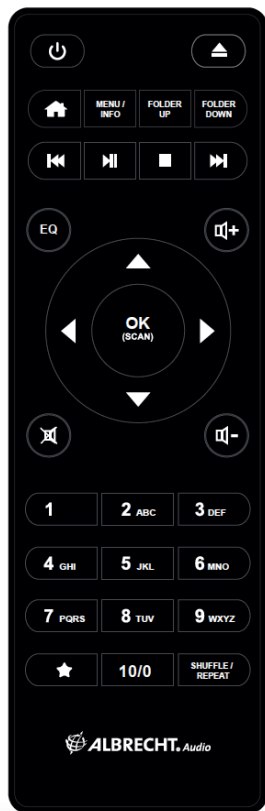 MENU / INFO
FOLDER UP
FOLDER DOWN
EQ
+
OK
(SCAN)
-
1
2 ABC
3 DEF
4 GHI
5 JKL
6 MNO
7 PQRS
8 TUV
9 WXYZ
10/0
SHUFFLE / REPEAT
ALBRECHT. Audio